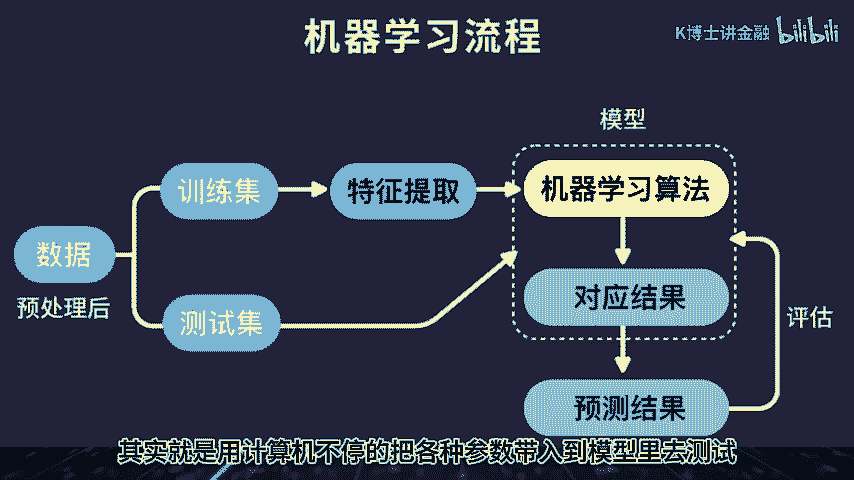 机器学习流程
K博士讲金融 bilibili
模型
训练集
特征提取
机器学习算法
数据
预处理后
测试集
对应结果
评估
预测结果
其实就是用计算机不停的把各种参数带入到模型里去测试